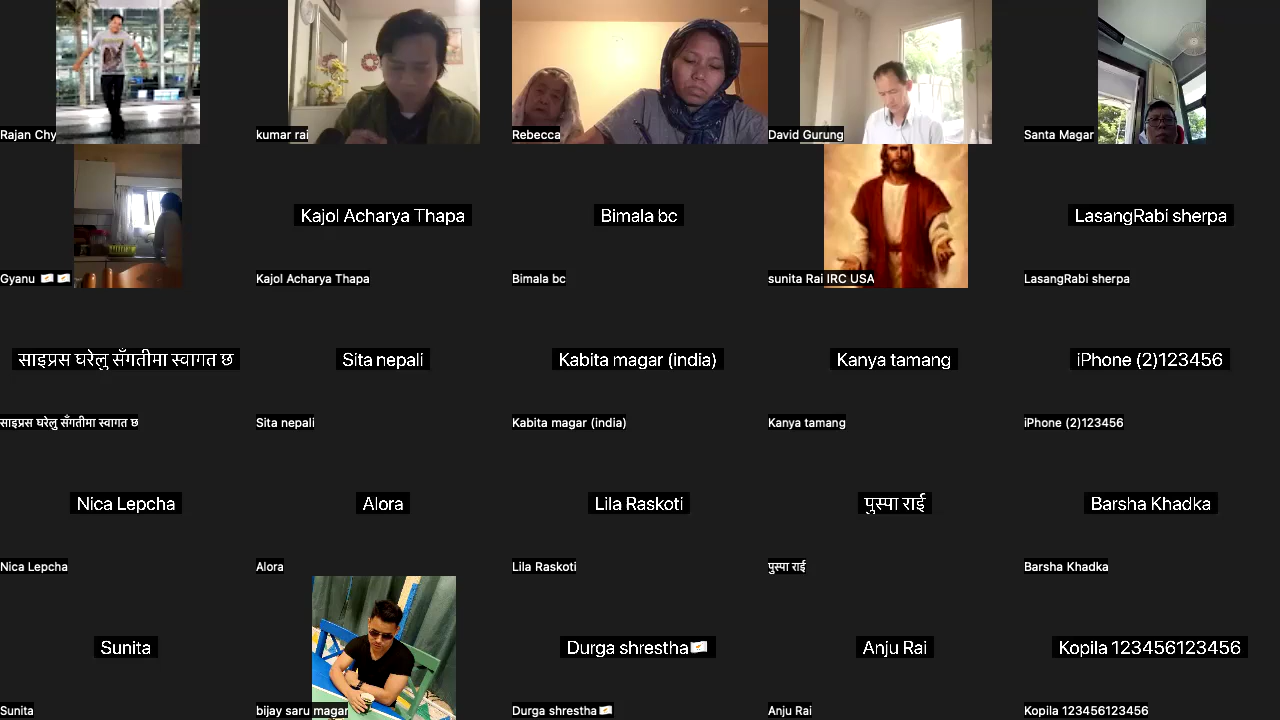 Rajan Chy
kumar rai
Rebecca
David Gurung
Santa Magar
Kajol Acharya Thapa
Bimala bc
LasangRabi sherpa
Gyanu
Kajol Acharya Thapa
Bimala bc
sunita Rai IRC USA
LasangRabi sherpa
साइप्रस घरेलु सँगतीमा स्वागत छ
Sita nepali
Kabita magar (india)
Kanya tamang
iPhone (2)123456
साइप्रस घरेलु सँगतीमा स्वागत छ
Sita nepali
Kabita magar (india)
Kanya tamang
iPhone (2)123456
Nica Lepcha
Alora
Lila Raskoti
पुस्पा राई
Barsha Khadka
Nica Lepcha
Alora
Lila Raskoti
पुस्पा राई
Barsha Khadka
Sunita
Durga shrestha
Anju Rai
Kopila 123456123456
Sunita
bijay saru magar
Durga shrestha
Anju Rai
Kopila 123456123456